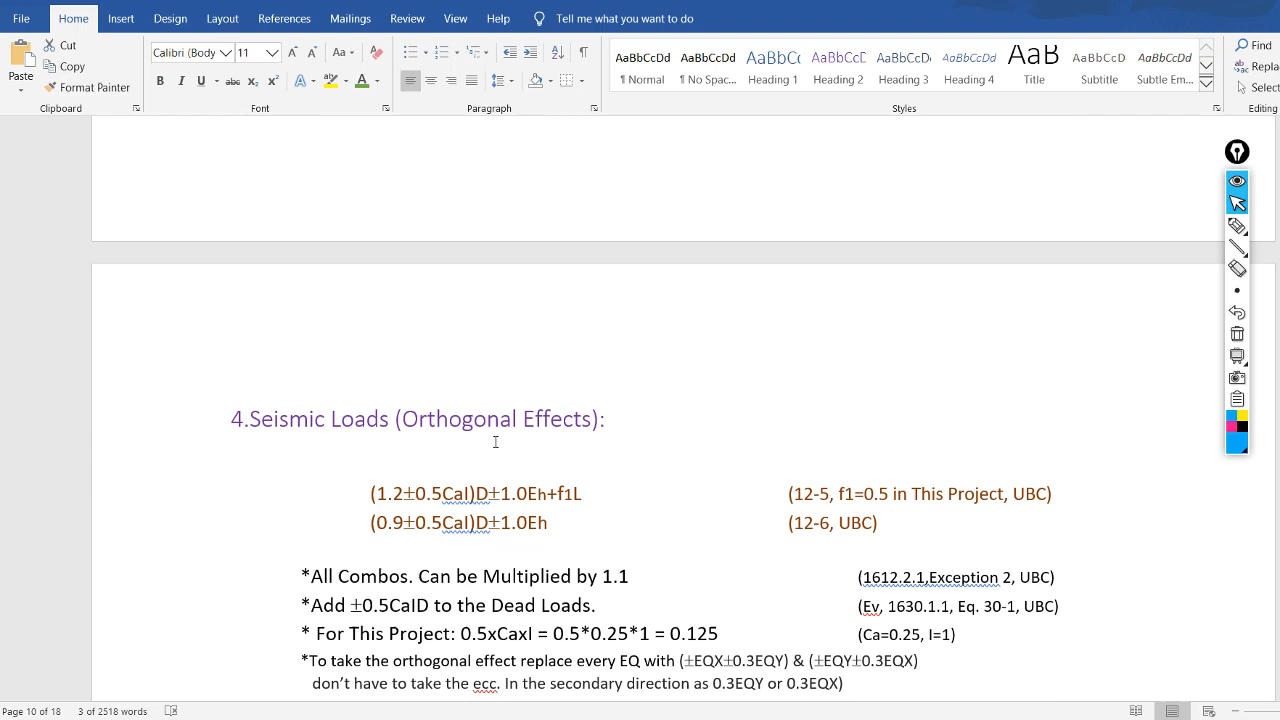 File Home Insert Design Layout References Mailings Review View Help Tell me what you want to do
Paste
Cut
Copy
Format Painter
Calibri (Body 11
AaBbCcDd AaBbCcDd AaBbCc AaBbCcD AaBbCcDc AaBbCcDd AaB AaBbCcD AaBbCcDd
¶ Normal ¶ No Spac... Heading 1 Heading 2 Heading 3 Heading 4 Title Subtitle Subtle Em...
Find
Repla
Select
Clipboard Font Paragraph Styles Editing
4.Seismic Loads (Orthogonal Effects):
(1.2±0.5CaI)D±1.0Eh+f1L (12-5, f1=0.5 in This Project, UBC)
(0.9±0.5CaI)D±1.0Eh (12-6, UBC)
*All Combos. Can be Multiplied by 1.1 (1612.2.1,Exception 2, UBC)
*Add ±0.5CaID to the Dead Loads. (Ev, 1630.1.1, Eq. 30-1, UBC)
* For This Project: 0.5xCaxI = 0.5*0.25*1 = 0.125 (Ca=0.25, I=1)
*To take the orthogonal effect replace every EQ with (±EQX±0.3EQY) & (±EQY±0.3EQX)
don't have to take the ecc. In the secondary direction as 0.3EQY or 0.3EQX)
Page 10 of 18 3 of 2518 words